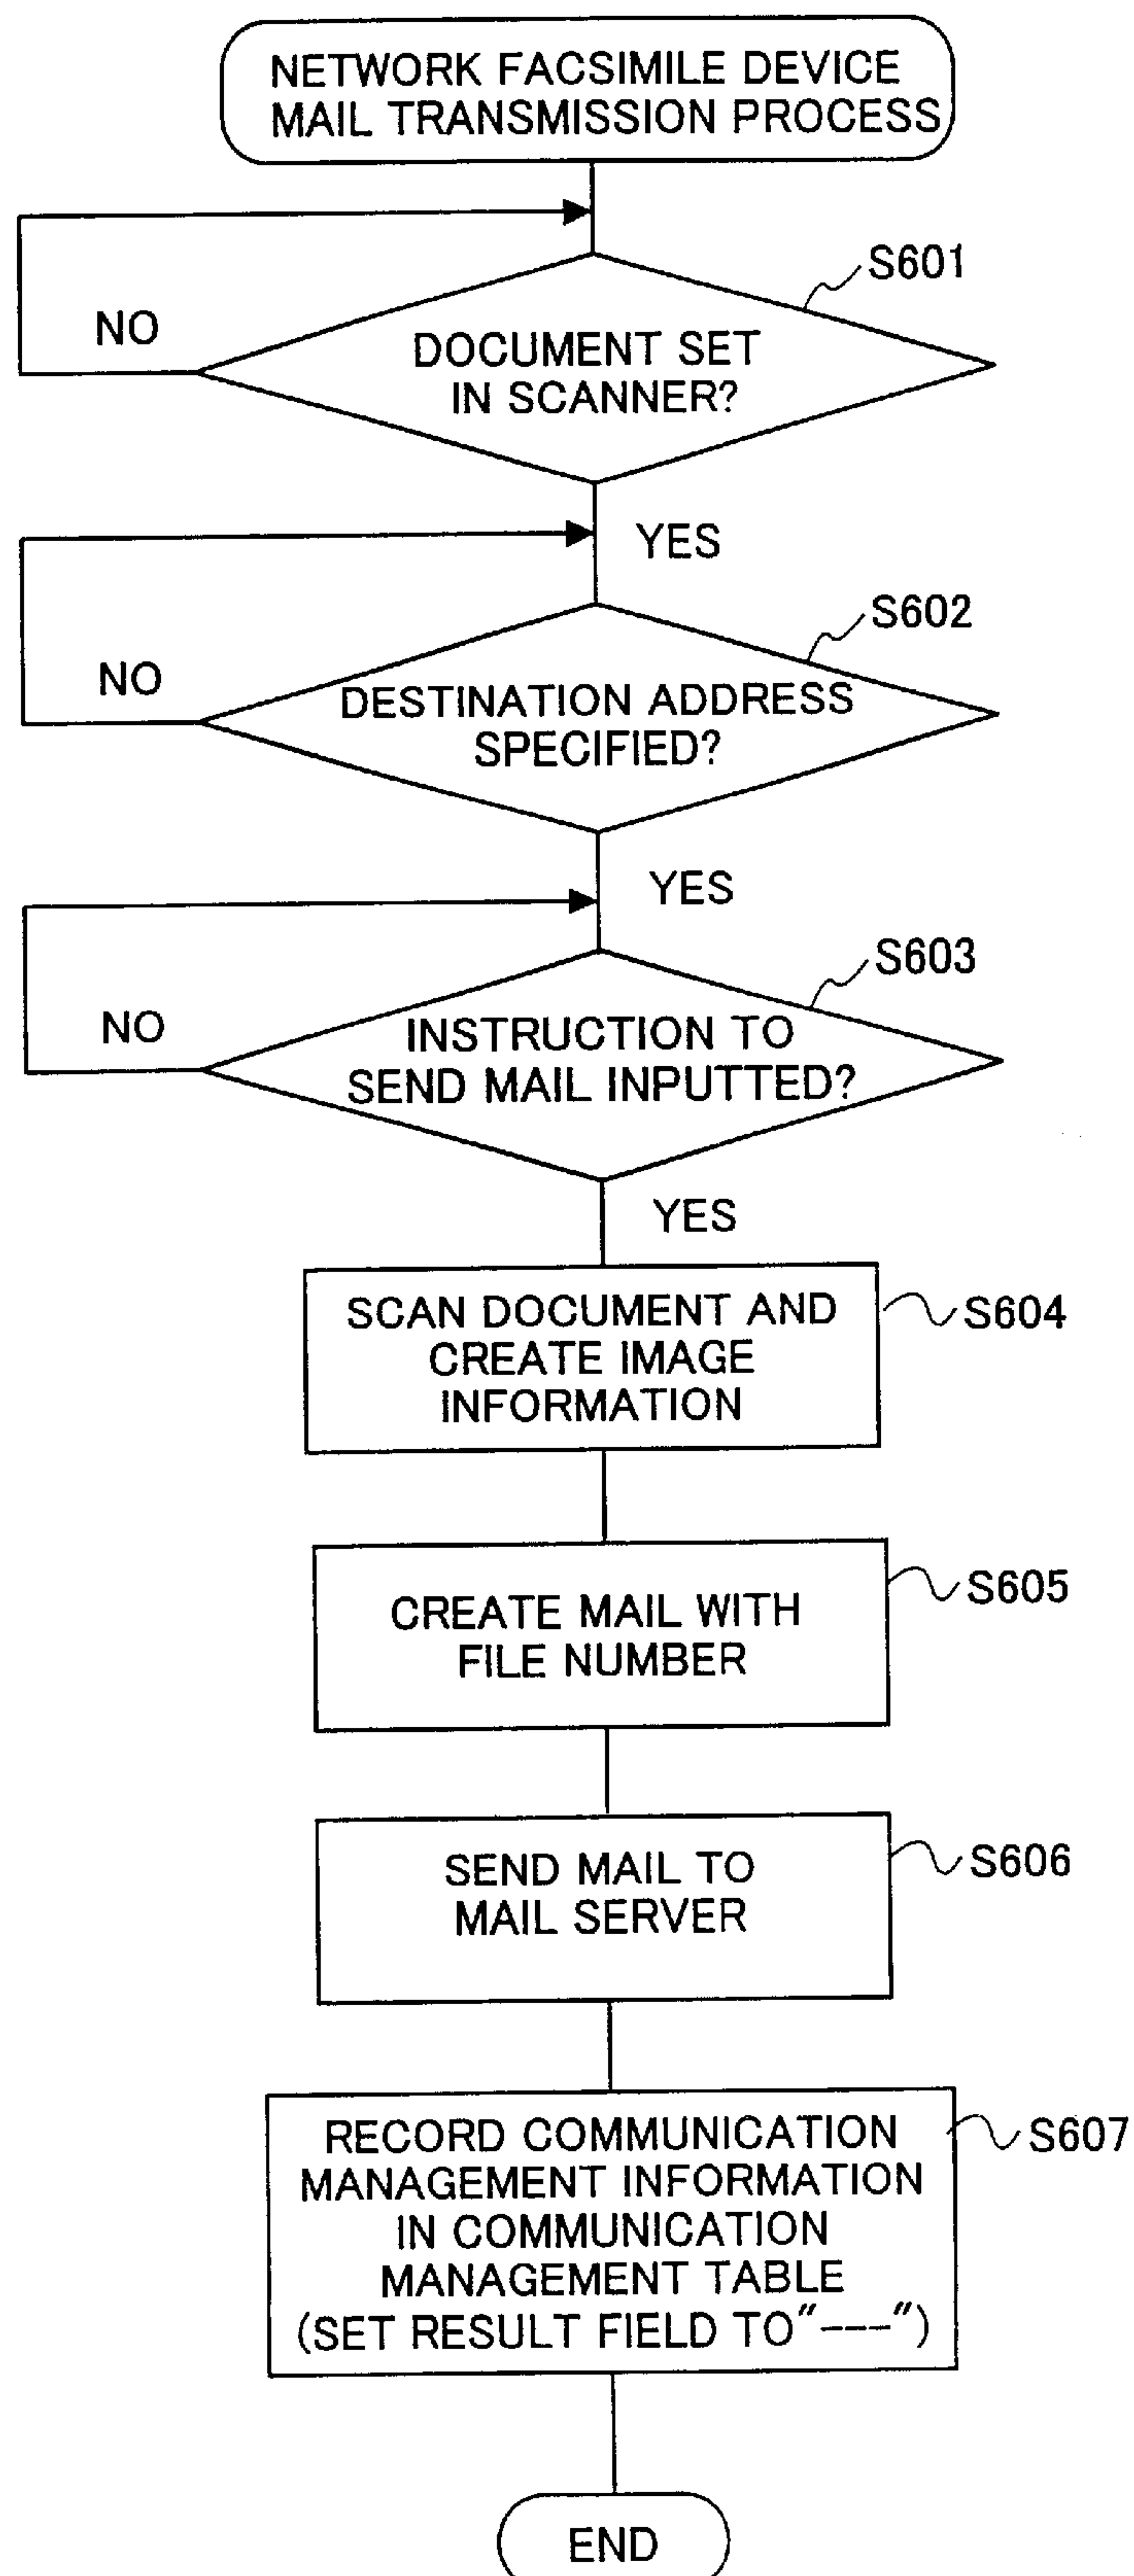 NETWORK FACSIMILE DEVICE
MAIL TRANSMISSION PROCESS
S601
NO
DOCUMENT SET
IN SCANNER?
YES
S602
NO
DESTINATION ADDRESS
SPECIFIED?
YES
S603
NO
INSTRUCTION TO
SEND MAIL INPUTTED?
YES
SCAN DOCUMENT AND
CREATE IMAGE
INFORMATION
S604
CREATE MAIL WITH
FILE NUMBER
S605
SEND MAIL TO
MAIL SERVER
S606
RECORD COMMUNICATION
MANAGEMENT INFORMATION
IN COMMUNICATION
MANAGEMENT TABLE
(SET RESULT FIELD TO"---")
S607
END